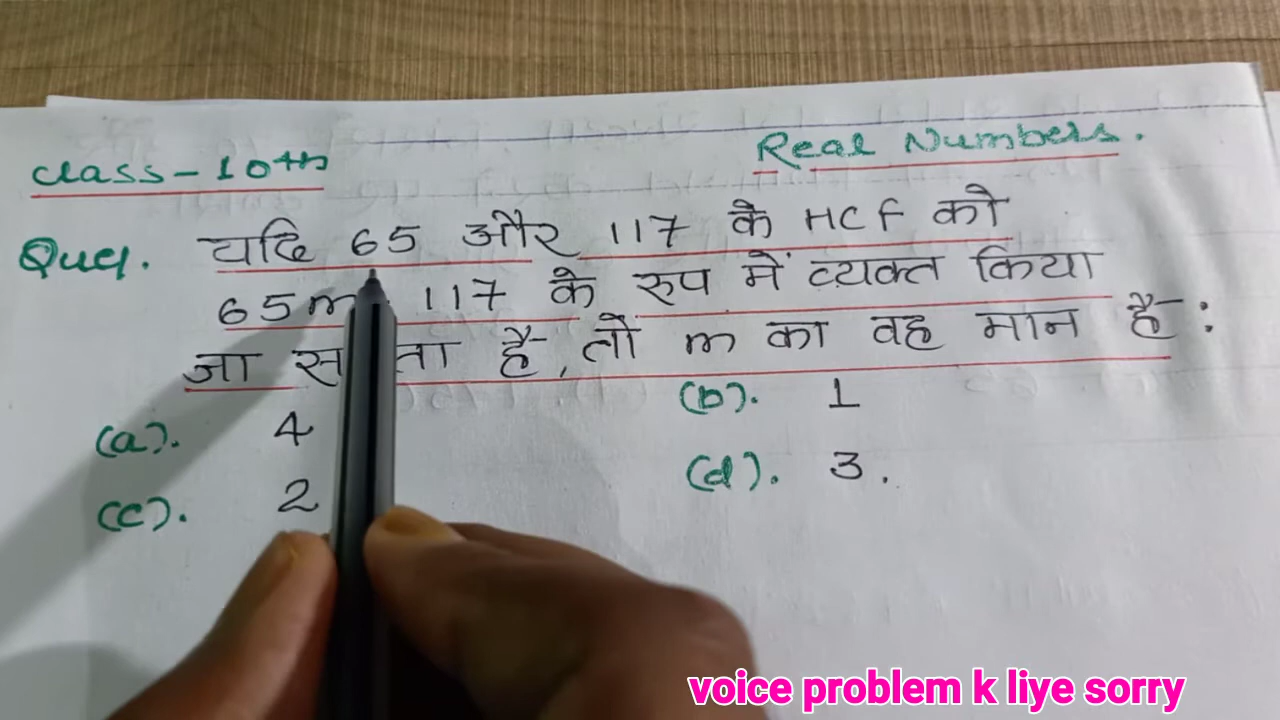 class - 10th
Real Numbers.
Que. यदि 65 और 117 के HCF को
117 के रुप में व्यक्त किया
जा है, तो m का वह मान है:
(a). 4
(b). 1
(c). 2
(d). 3.
voice problem k liye sorry